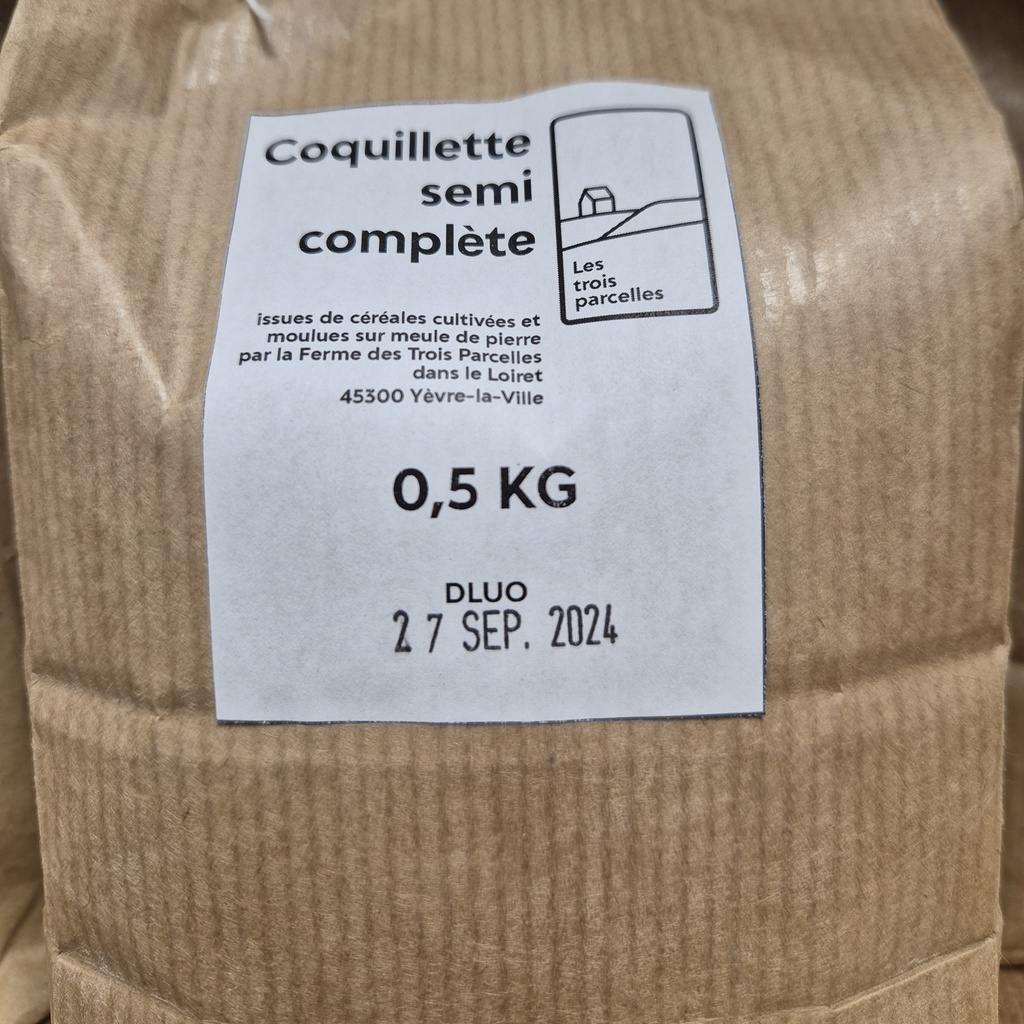 Coquillette
semi
complète
Les
trois
parcelles
issues de céréales cultivées et
moulues sur meule de pierre
par la Ferme des Trois Parcelles
dans le Loiret
45300 Yèvre-la-Ville
0,5 KG
DLUO
27 SEP. 2024